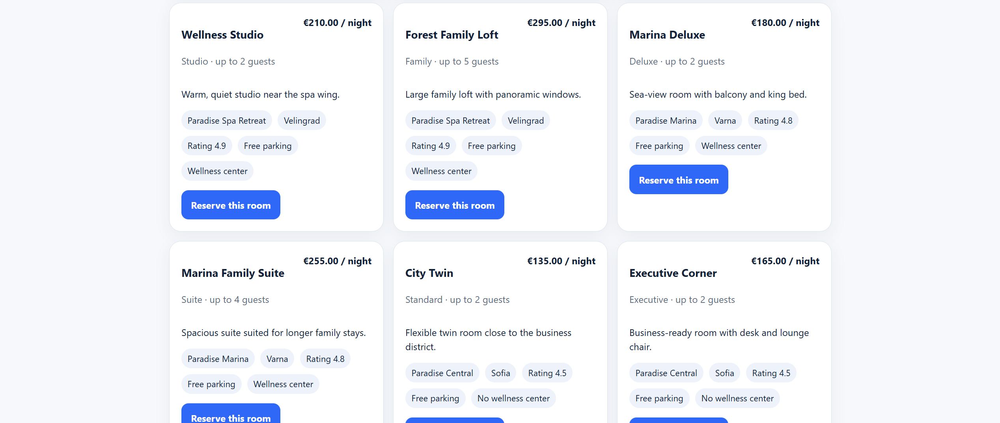 €210.00 / night
Wellness Studio
Studio · up to 2 guests
Warm, quiet studio near the spa wing.
Paradise Spa Retreat Velingrad
Rating 4.9 Free parking
Wellness center
Reserve this room
€295.00 / night
Forest Family Loft
Family · up to 5 guests
Large family loft with panoramic windows.
Paradise Spa Retreat Velingrad
Rating 4.9 Free parking
Wellness center
Reserve this room
€180.00 / night
Marina Deluxe
Deluxe · up to 2 guests
Sea-view room with balcony and king bed.
Paradise Marina Varna Rating 4.8
Free parking Wellness center
Reserve this room
€255.00 / night
Marina Family Suite
Suite · up to 4 guests
Spacious suite suited for longer family stays.
Paradise Marina Varna Rating 4.8
Free parking Wellness center
Reserve this room
€135.00 / night
City Twin
Standard · up to 2 guests
Flexible twin room close to the business
district.
Paradise Central Sofia Rating 4.5
Free parking No wellness center
€165.00 / night
Executive Corner
Executive · up to 2 guests
Business-ready room with desk and lounge
chair.
Paradise Central Sofia Rating 4.5
Free parking No wellness center